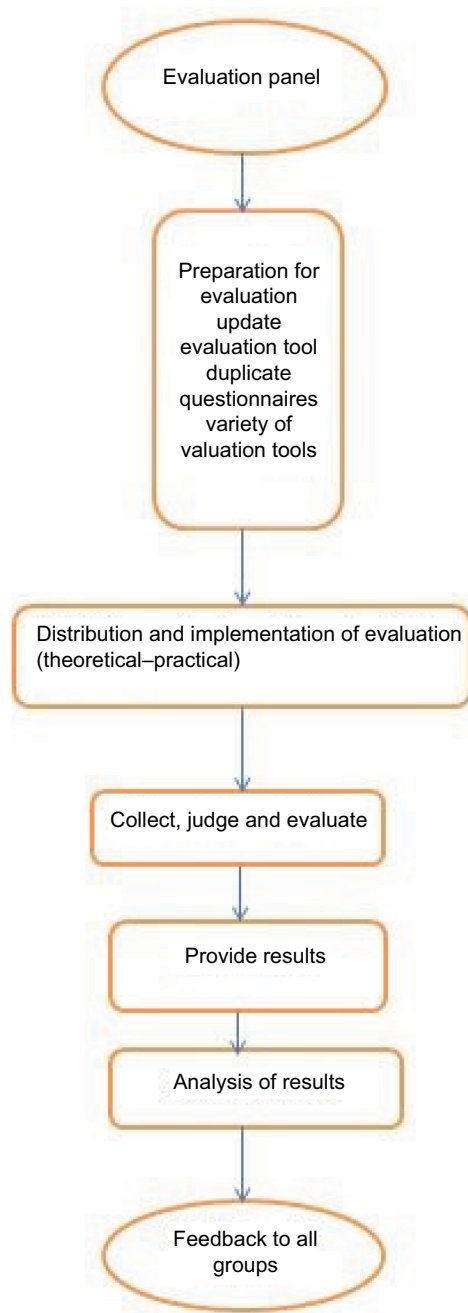 Evaluation panel
Preparation for
evaluation
update
evaluation tool
duplicate
questionnaires
variety of
valuation tools
Distribution and implementation of evaluation
(theoretical–practical)
Collect, judge and evaluate
Provide results
Analysis of results
Feedback to all
groups